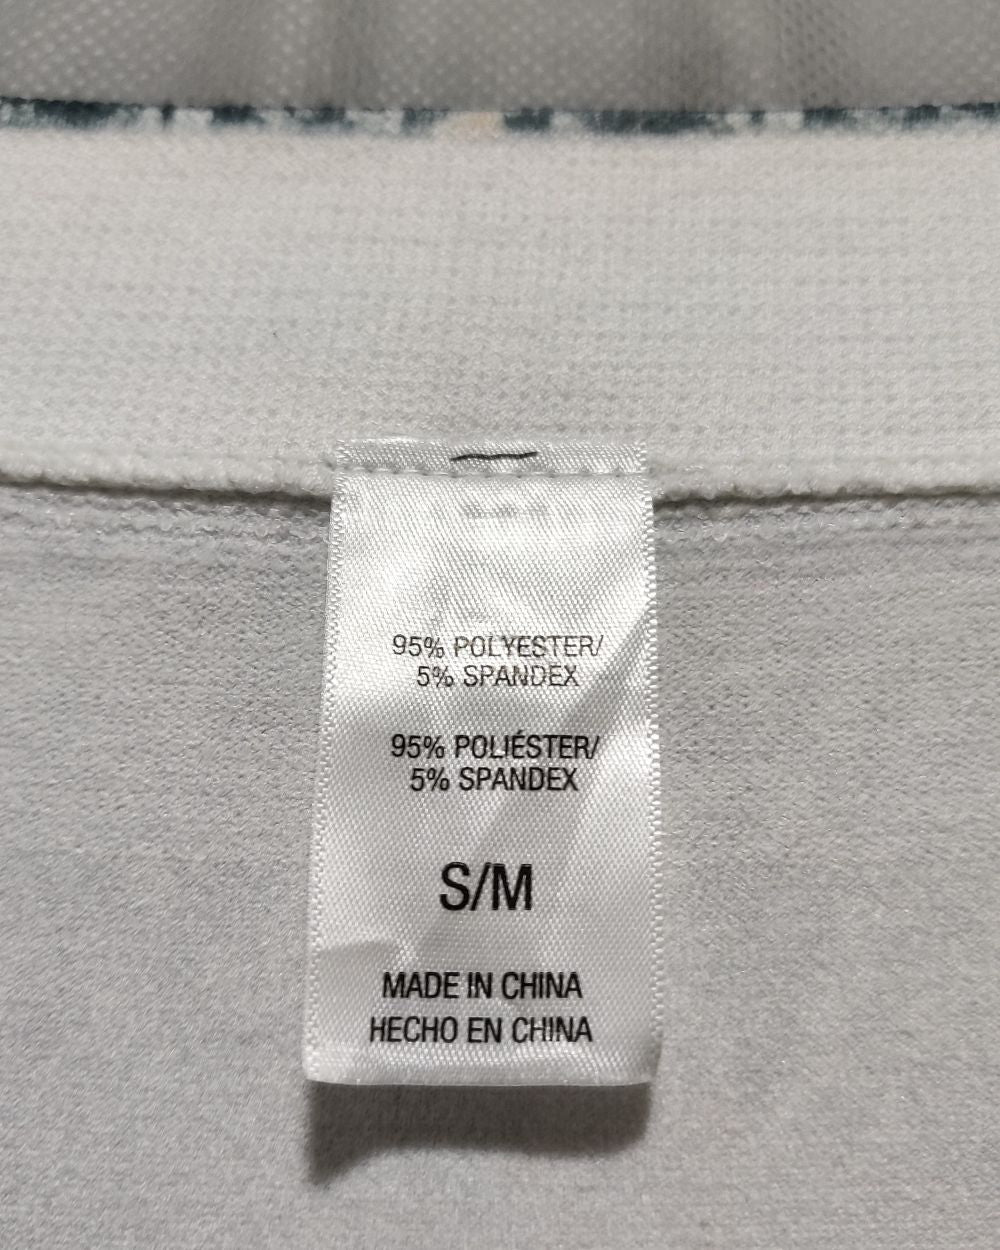 95% POLYESTER/
5% SPANDEX
95% POLIÉSTER/
5% SPANDEX
S/M
MADE IN CHINA
HECHO EN CHINA